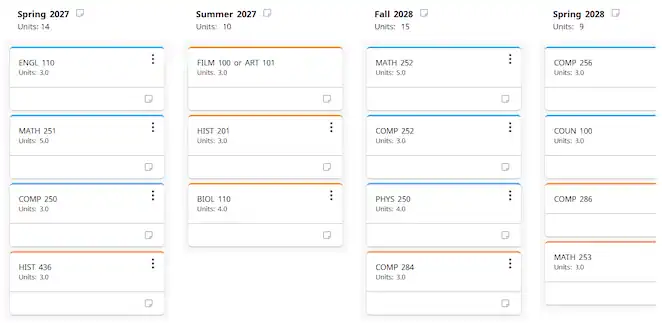 Spring 2027
Units: 14
ENGL 110
Units: 3.0
MATH 251
Units: 5.0
COMP 250
Units: 3.0
HIST 436
Units: 3.0
Summer 2027
Units: 10
FILM 100 or ART 101
Units: 3.0
HIST 201
Units: 3.0
BIOL 110
Units: 4.0
Fall 2028
Units: 15
MATH 252
Units: 5.0
COMP 252
Units: 3.0
PHYS 250
Units: 4.0
COMP 284
Units: 3.0
Spring 2028
Units: 9
COMP 256
Units: 3.0
COUN 100
Units: 3.0
COMP 286
MATH 253
Units: 3.0